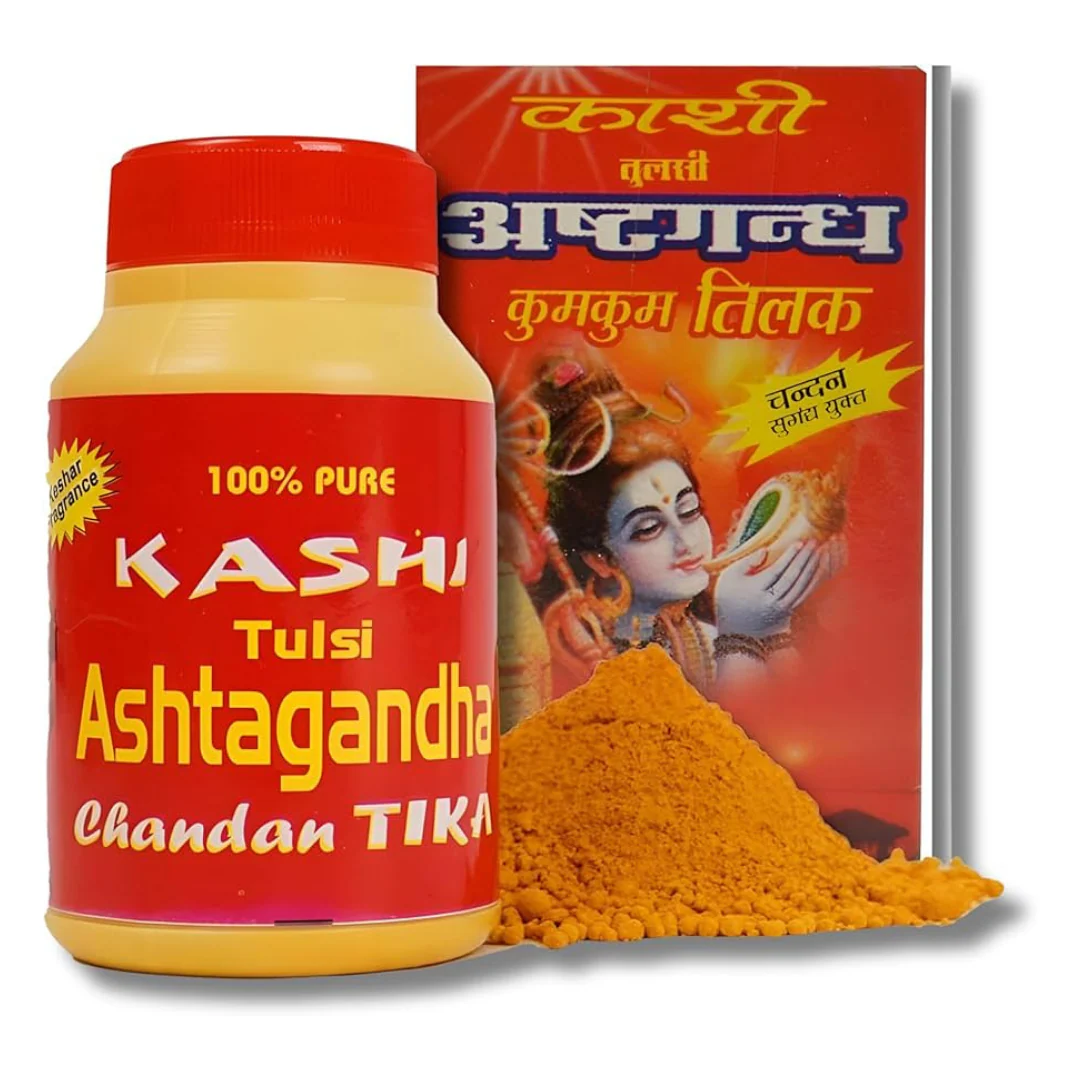 काशी
तुलसी
अष्टगन्ध
कुमकुम तिलक
चन्दन
सुगंध युक्त
Keshar
Fragrance
100% PURE
KASHI
Tulsi
Ashtagandha
Chandan TIKA